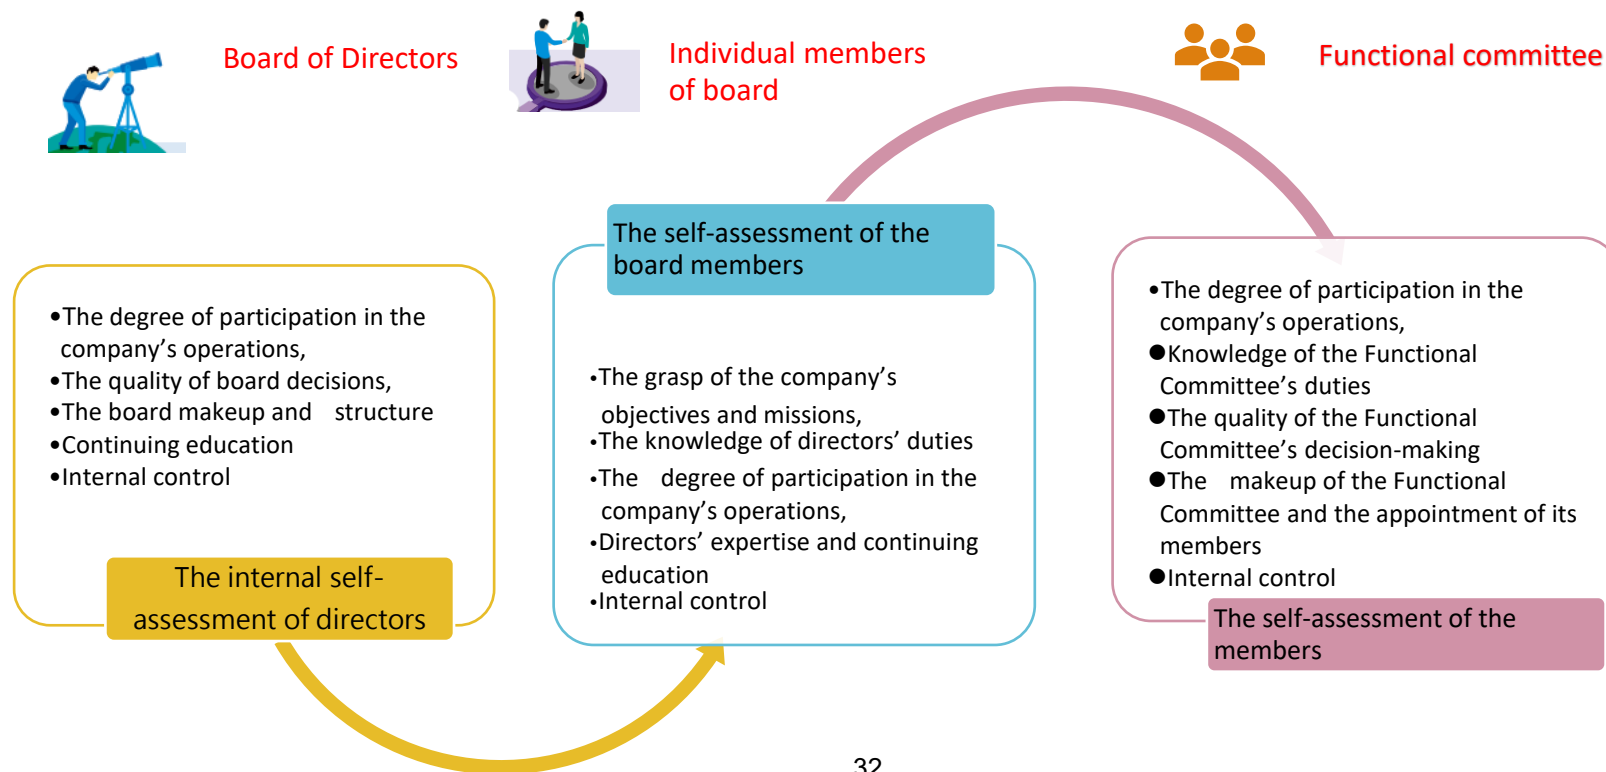 Board of Directors
Individual members
of board
Functional committee
•The degree of participation in the
company’s operations,
•The quality of board decisions,
•The board makeup and structure
•Continuing education
•Internal control
The internal self-
assessment of directors
The self-assessment of the
board members
•The grasp of the company’s
objectives and missions,
•The knowledge of directors’ duties
•The degree of participation in the
company’s operations,
•Directors’ expertise and continuing
education
•Internal control
•The degree of participation in the
company’s operations,
●Knowledge of the Functional
Committee’s duties
●The quality of the Functional
Committee’s decision-making
●The makeup of the Functional
Committee and the appointment of its
members
●Internal control
The self-assessment of the
members
32